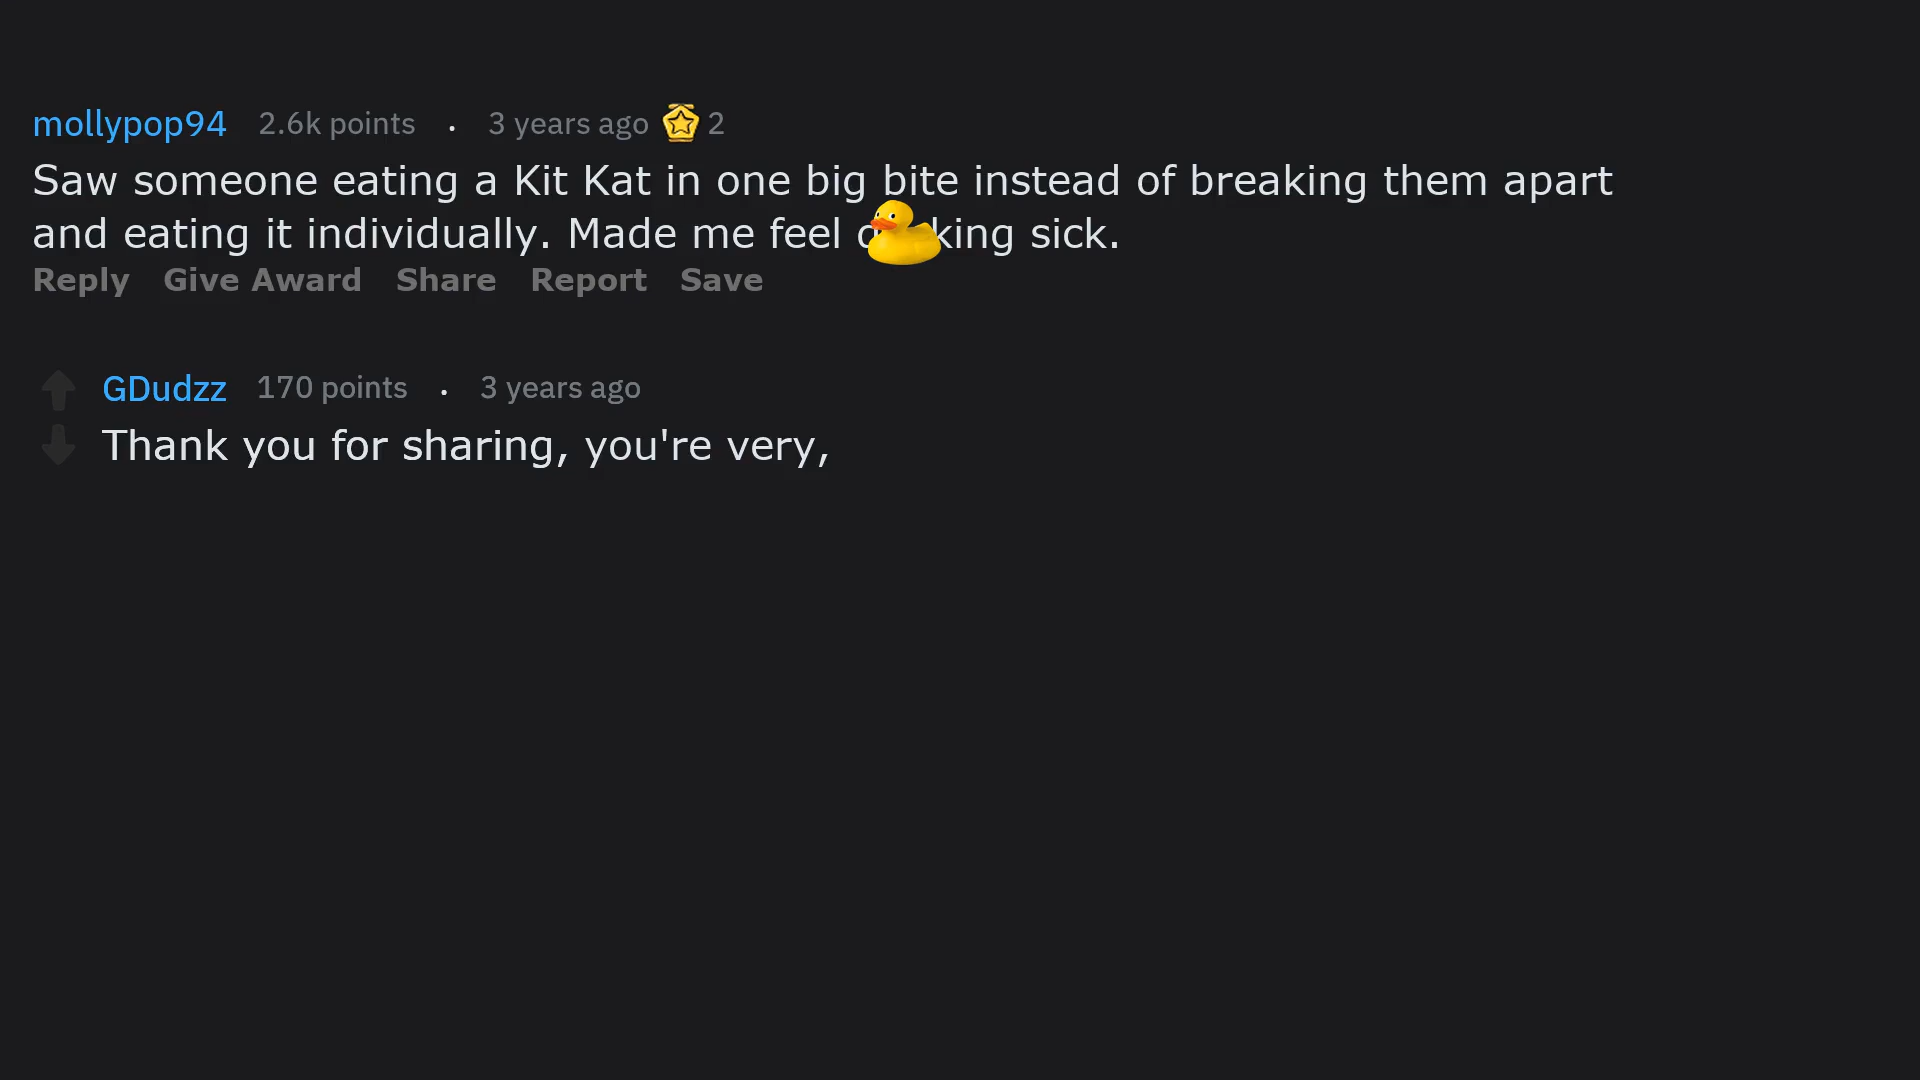 mollypop94 2.6k points . 3 years ago 2
Saw someone eating a Kit Kat in one big bite instead of breaking them apart
and eating it individually. Made me feel sick.
Reply Give Award Share Report Save
GDudzz 170 points . 3 years ago
Thank you for sharing, you're very,